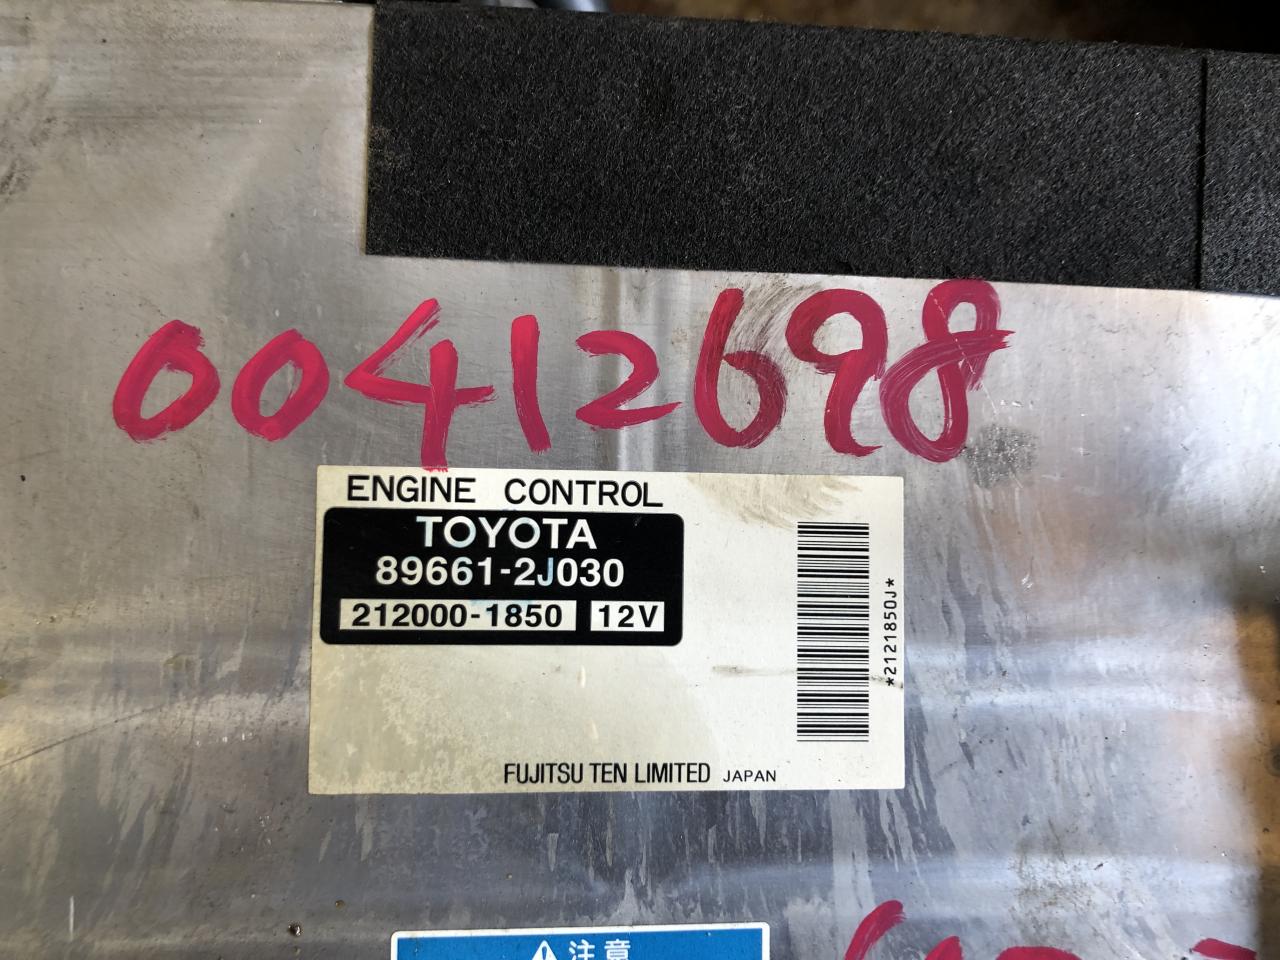 00412698
ENGINE CONTROL
TOYOTA
89661-2J030
212000-1850 12V
*2121850J*
FUJITSU TEN LIMITED JAPAN
注意